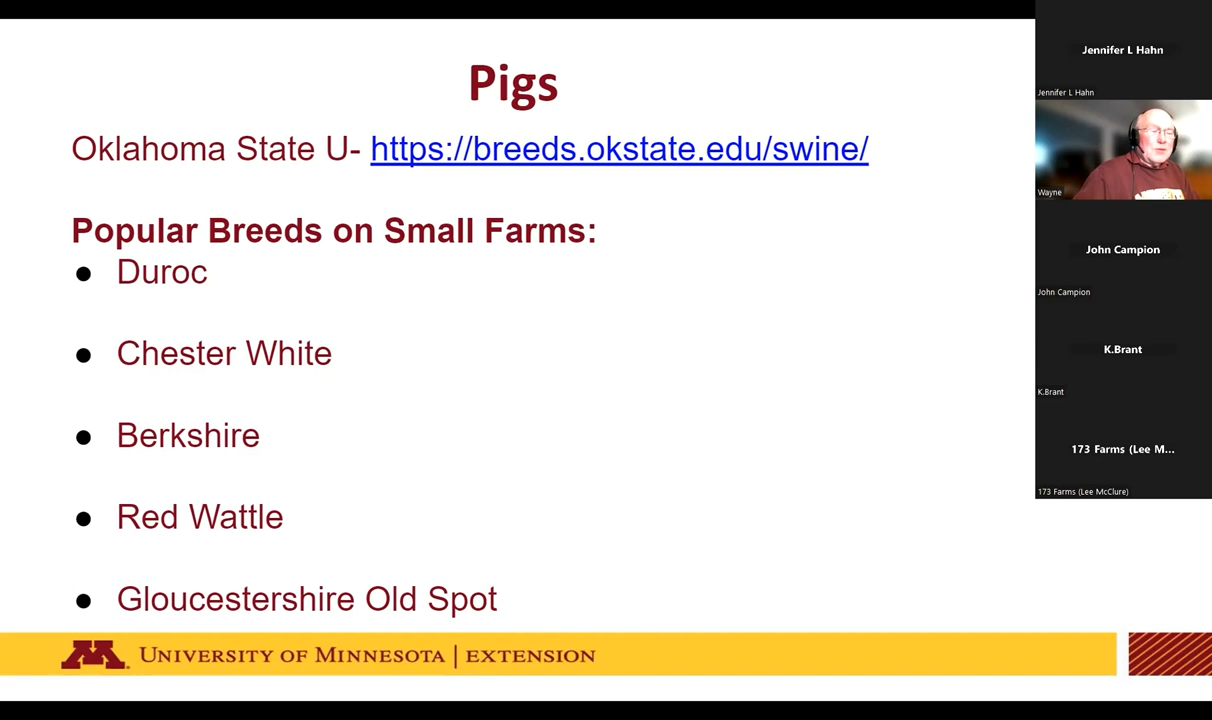 Pigs
Oklahoma State U- https://breeds.okstate.edu/swine/
Popular Breeds on Small Farms:
● Duroc
● Chester White
● Berkshire
● Red Wattle
● Gloucestershire Old Spot
M UNIVERSITY OF MINNESOTA | EXTENSION
Jennifer L Hahn
Jennifer L Hahn
Wayne
John Campion
John Campion
K.Brant
K.Brant
173 Farms (Lee M...
173 Farms (Lee McClure)